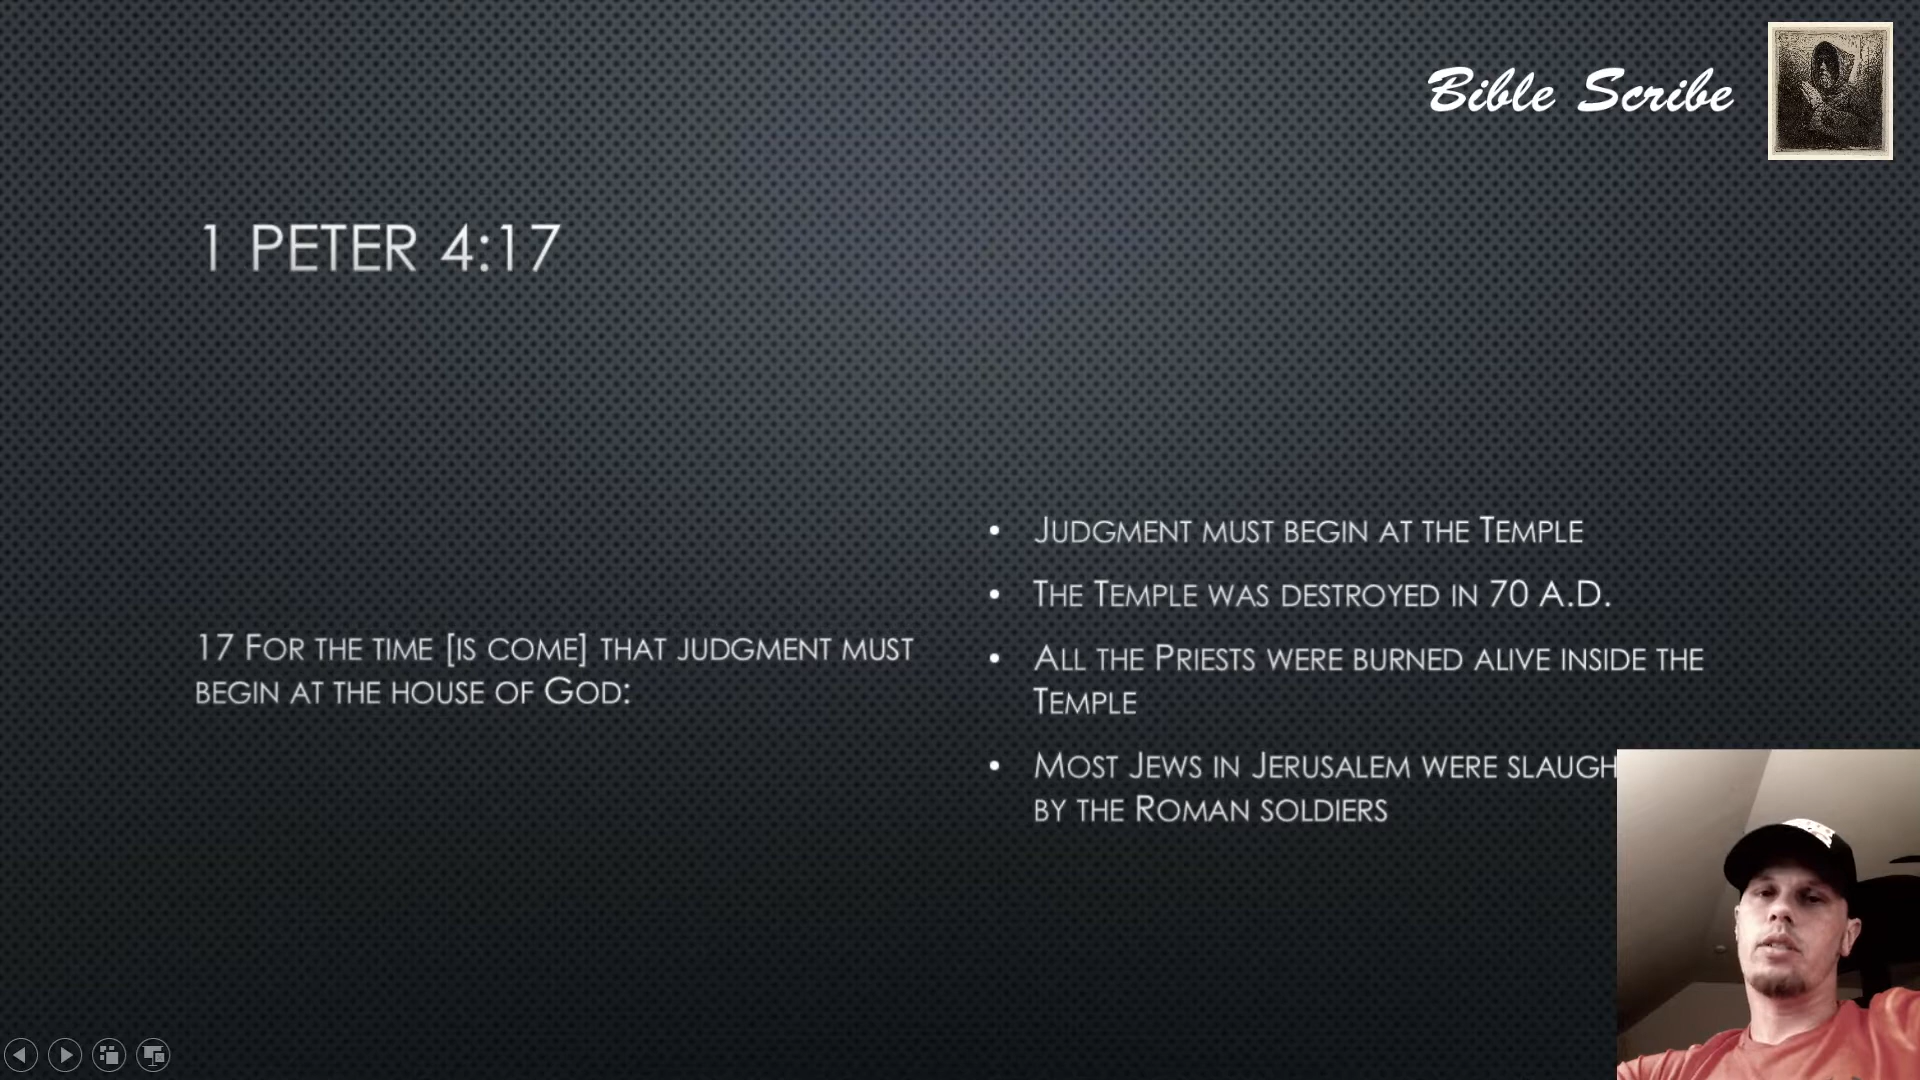 Bible Scribe
1 PETER 4:17
17 FOR THE TIME [IS COME] THAT JUDGMENT MUST
BEGIN AT THE HOUSE OF GOD:
• JUDGMENT MUST BEGIN AT THE TEMPLE
• THE TEMPLE WAS DESTROYED IN 70 A.D.
• ALL THE PRIESTS WERE BURNED ALIVE INSIDE THE
TEMPLE
• MOST JEWS IN JERUSALEM WERE SLAUGH
BY THE ROMAN SOLDIERS